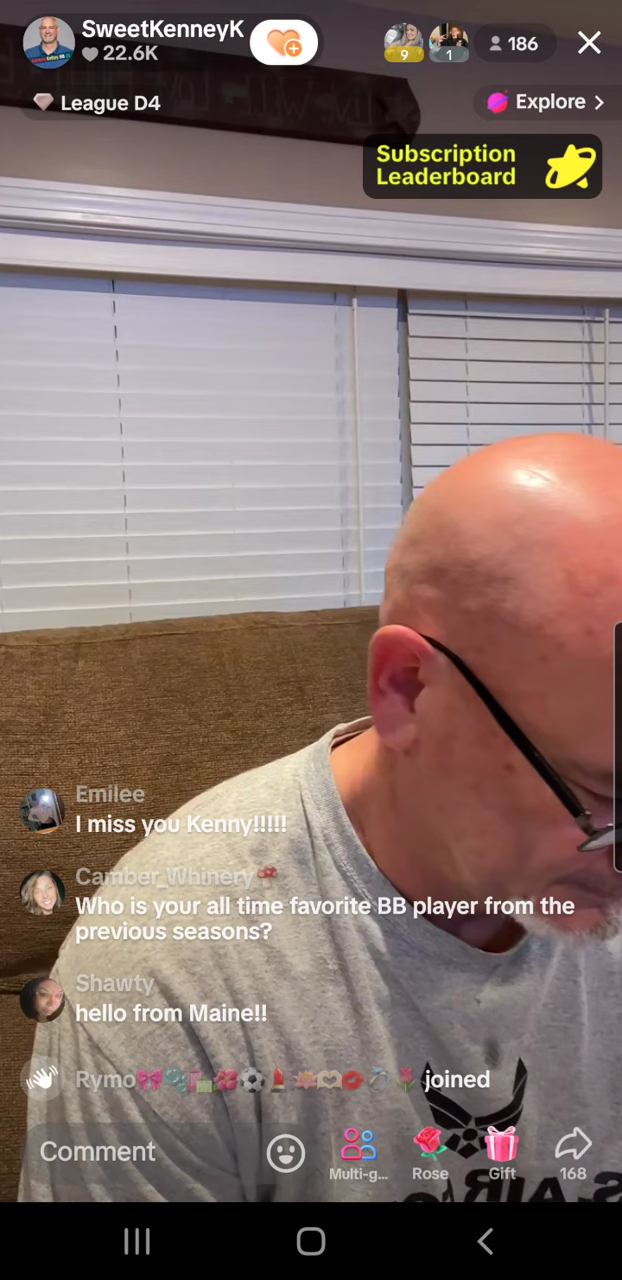 SweetKenneyK
22.6K
9
1
186
League D4
Explore
Subscription
Leaderboard
Emilee
I miss you Kenny!!!!!
Camber_Whinery🍄
Who is your all time favorite BB player from the
previous seasons?
Shawty
hello from Maine!!
Rymo joined
Comment
Multi-g...
Rose
Gift
168